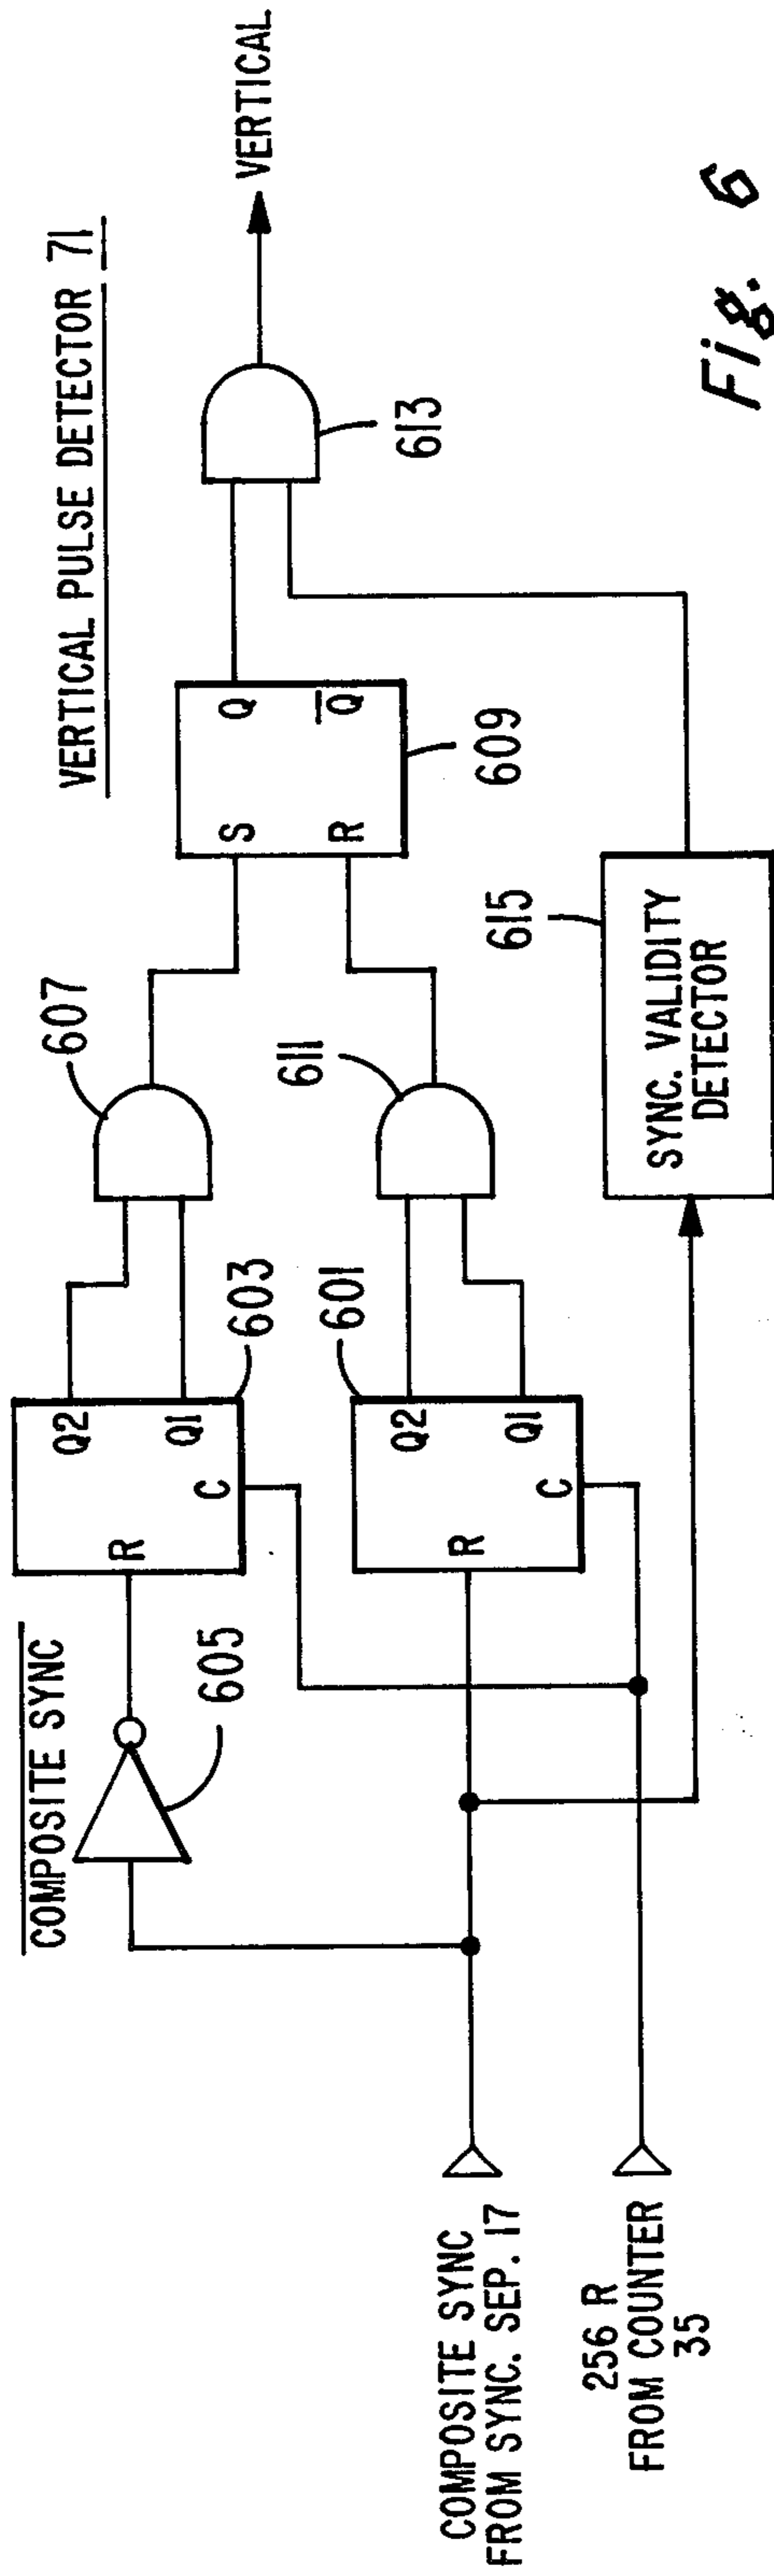 VERTICAL PULSE DETECTOR 71
COMPOSITE SYNC
605
R
Q2
Q1
C
603
607
COMPOSITE SYNC
FROM SYNC. SEP. 17
256 R
FROM COUNTER
35
R
Q2
Q1
C
601
611
S
R
Q
Q
609
613
VERTICAL
615
SYNC. VALIDITY
DETECTOR
Fig. 6